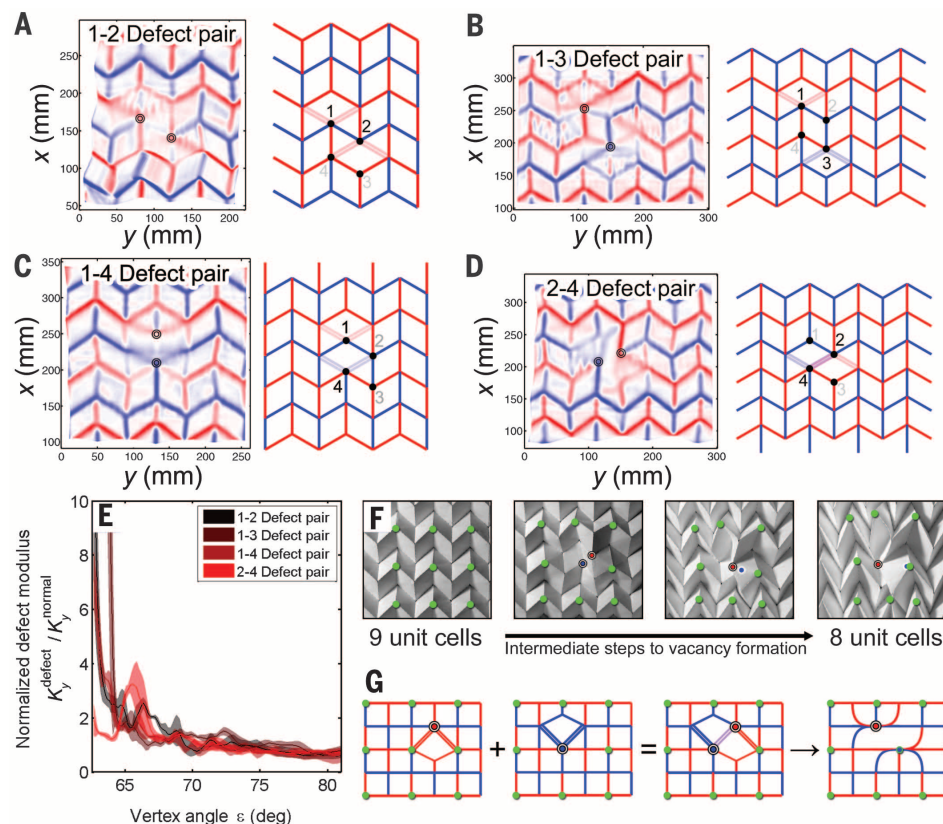 A
1-2 Defect pair
x (mm)
250
200
150
100
50
0 50 100 150 200
y (mm)
1
2
4
3
B
1-3 Defect pair
x (mm)
350
300
250
200
150
100
0 100 200 300
y (mm)
1
2
4
3
C
1-4 Defect pair
x (mm)
350
300
250
200
150
100
0 50 100 150 200 250
y (mm)
1
2
4
3
D
2-4 Defect pair
x (mm)
300
250
200
150
100
0 100 200 300
y (mm)
1
2
4
3
E
Normalized defect modulus
K_y^defect / K_y^normal
10
8
6
4
2
0
65 70 75 80
Vertex angle ε (deg)
1-2 Defect pair
1-3 Defect pair
1-4 Defect pair
2-4 Defect pair
F
9 unit cells
Intermediate steps to vacancy formation
8 unit cells
G
+
=
→